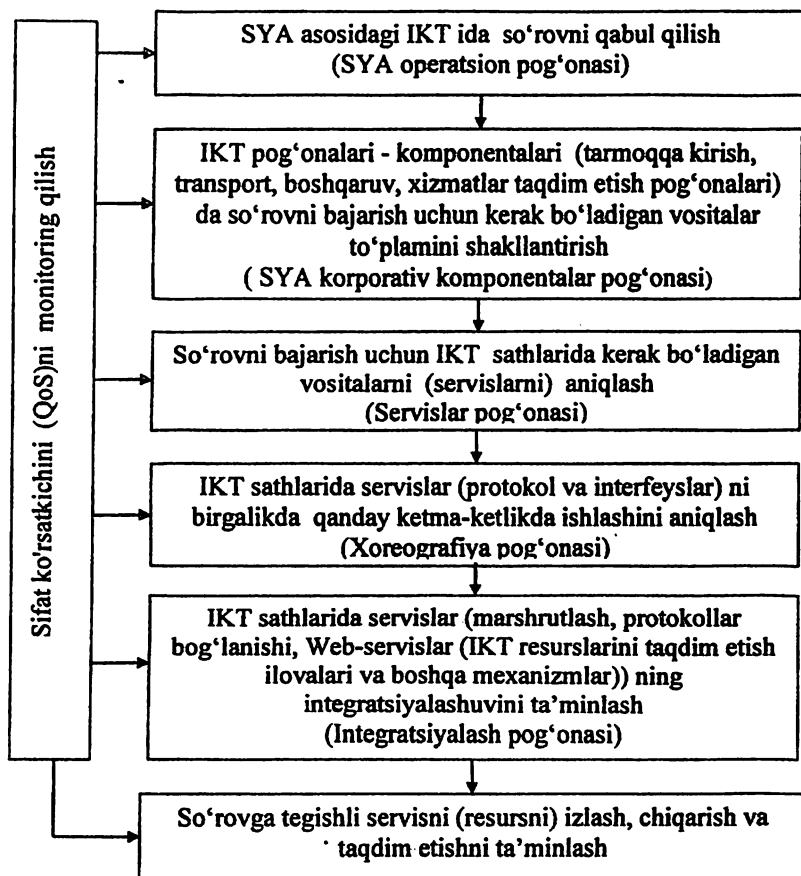 Sifat ko'rsatkichini (QoS)ni monitoring qilish
SYA asosidagi IKT ida so‘rovni qabul qilish
(SYA operatsion pog‘onasi)
IKT pog‘onalari - komponentalari (tarmoqqa kirish,
transport, boshqaruv, xizmatlar taqdim etish pog‘onalari)
da so‘rovni bajarish uchun kerak bo‘ladigan vositalar
to‘plamini shakllantirish
( SYA korporativ komponentalar pog‘onasi)
So‘rovni bajarish uchun IKT sathlarida kerak bo‘ladigan
vositalarni (servislarni) aniqlash
(Servislar pog‘onasi)
IKT sathlarida servislar (protokol va interfeyslar) ni
birgalikda qanday ketma-ketlikda ishlashini aniqlash
(Xoreografiya pog‘onasi)
IKT sathlarida servislar (marshrutlash, protokollar
bog‘lanishi, Web-servislar (IKT resurslarini taqdim etish
ilovalari va boshqa mexanizmlar)) ning
integratsiyalashuvini ta’minlash
(Integratsiyalash pog‘onasi)
So‘rovga tegishli servisni (resursni) izlash, chiqarish va
taqdim etishni ta’minlash